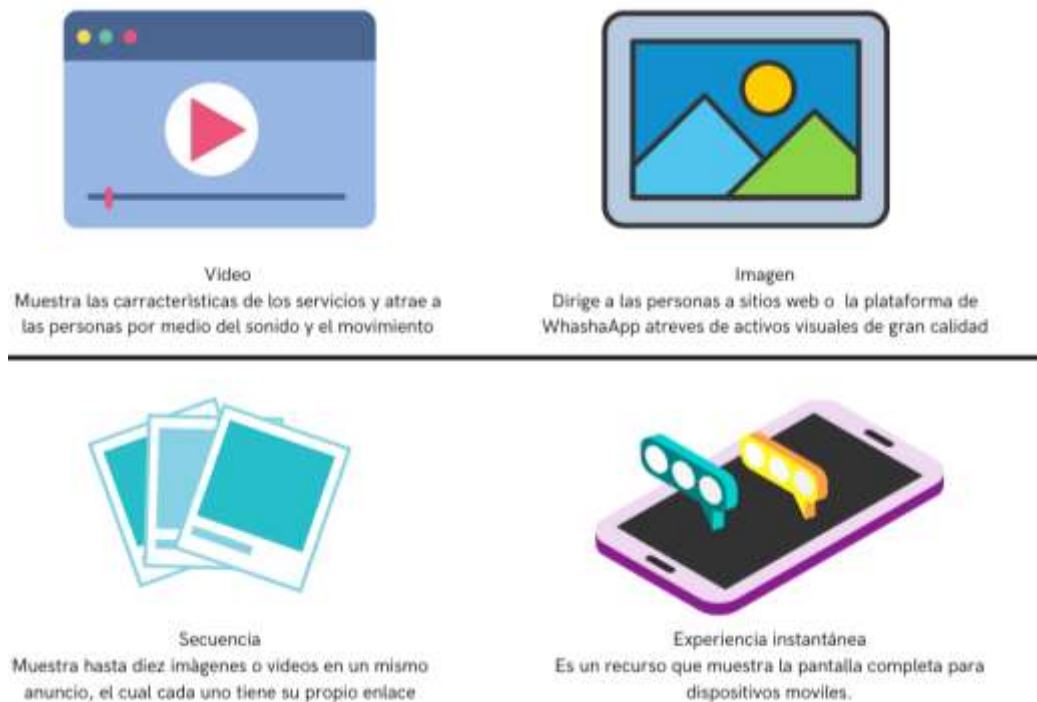 Video
Muestra las carracterìsticas de los servicios y atrae a
las personas por medio del sonido y el movimiento
Imagen
Dirige a las personas a sitios web o la plataforma de
WhashaApp atreves de activos visuales de gran calidad
Secuencia
Muestra hasta diez imàgenes o videos en un mismo
anuncio, el cual cada uno tiene su propio enlace
Experiencia instantánea
Es un recurso que muestra la pantalla completa para
dispositivos moviles.